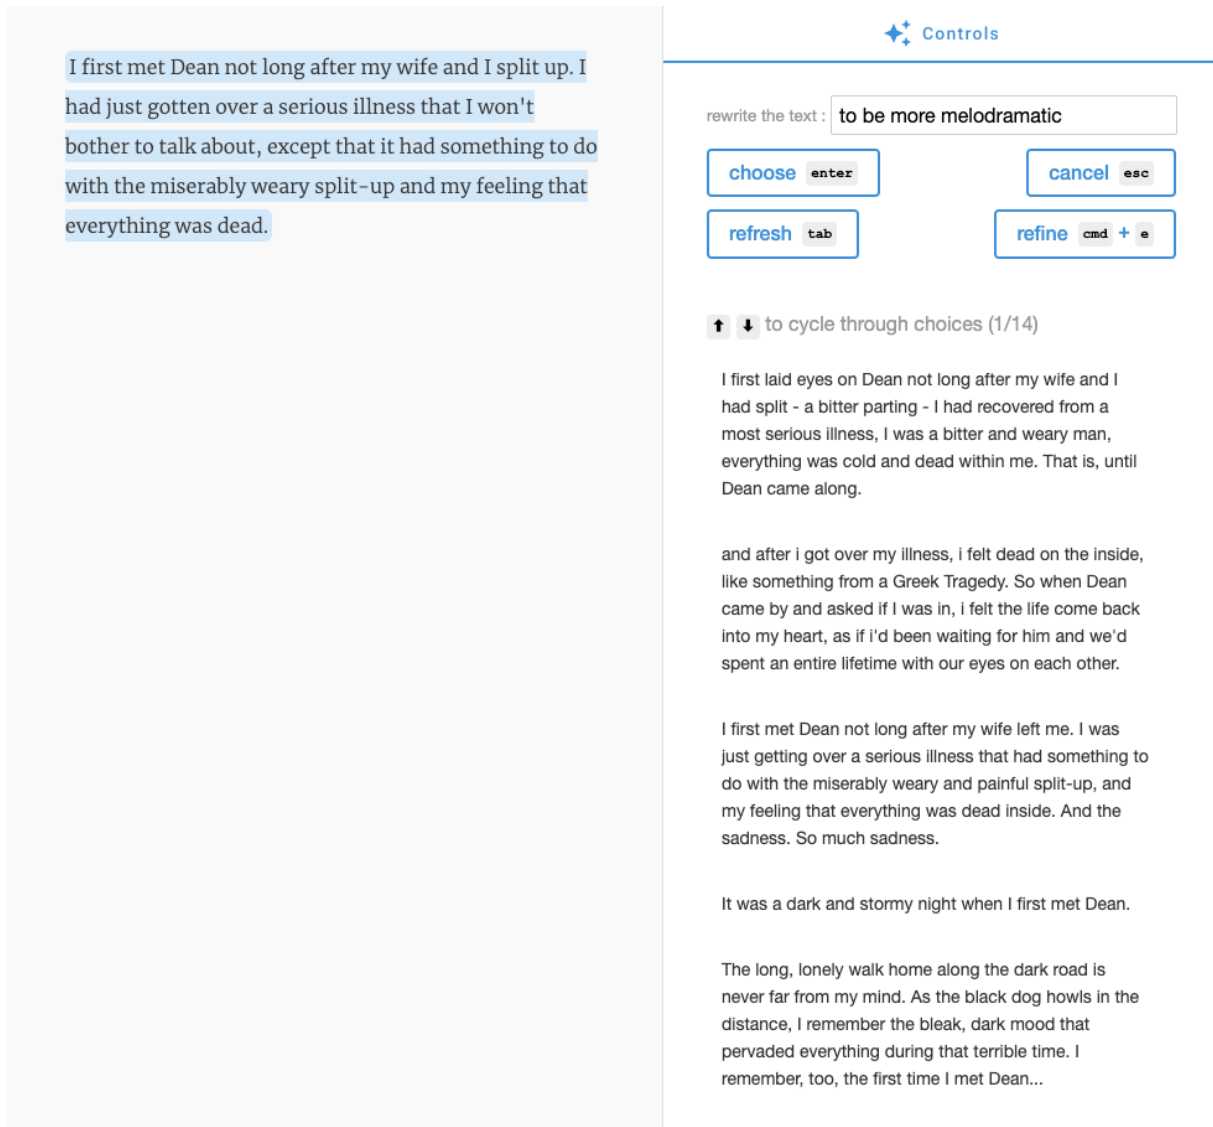 I first met Dean not long after my wife and I split up. I
had just gotten over a serious illness that I won't
bother to talk about, except that it had something to do
with the miserably weary split-up and my feeling that
everything was dead.
Controls
rewrite the text : to be more melodramatic
choose enter
cancel esc
refresh tab
refine cmd + e
⬆ ⬇ to cycle through choices (1/14)
I first laid eyes on Dean not long after my wife and I
had split - a bitter parting - I had recovered from a
most serious illness, I was a bitter and weary man,
everything was cold and dead within me. That is, until
Dean came along.
and after i got over my illness, i felt dead on the inside,
like something from a Greek Tragedy. So when Dean
came by and asked if I was in, i felt the life come back
into my heart, as if i'd been waiting for him and we'd
spent an entire lifetime with our eyes on each other.
I first met Dean not long after my wife left me. I was
just getting over a serious illness that had something to
do with the miserably weary and painful split-up, and
my feeling that everything was dead inside. And the
sadness. So much sadness.
It was a dark and stormy night when I first met Dean.
The long, lonely walk home along the dark road is
never far from my mind. As the black dog howls in the
distance, I remember the bleak, dark mood that
pervaded everything during that terrible time. I
remember, too, the first time I met Dean...